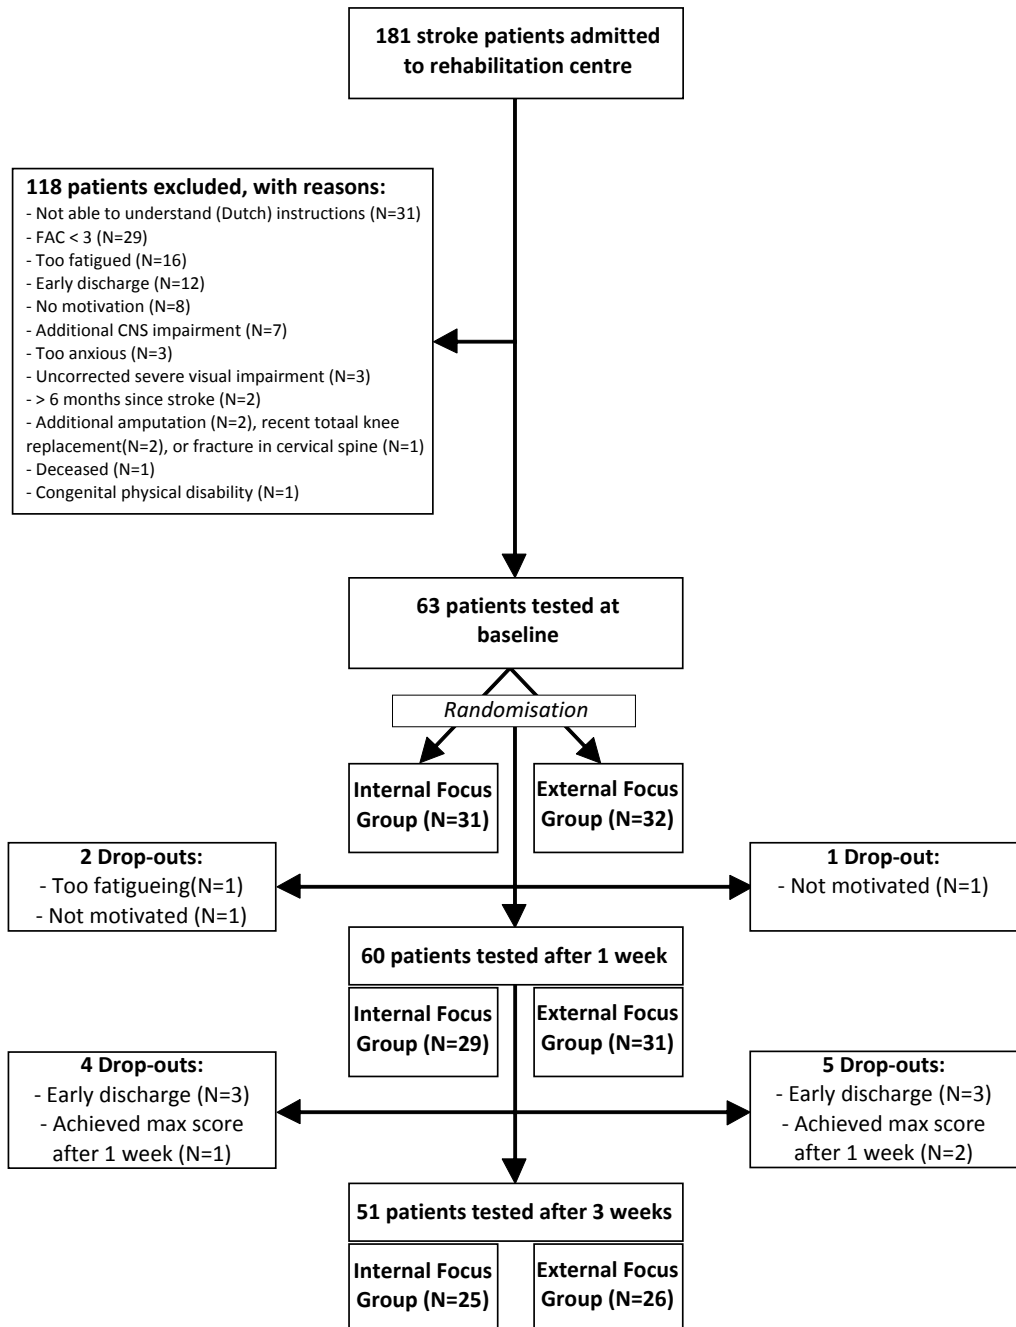 181 stroke patients admitted
to rehabilitation centre
118 patients excluded, with reasons:
- Not able to understand (Dutch) instructions (N=31)
- FAC < 3 (N=29)
- Too fatigued (N=16)
- Early discharge (N=12)
- No motivation (N=8)
- Additional CNS impairment (N=7)
- Too anxious (N=3)
- Uncorrected severe visual impairment (N=3)
- > 6 months since stroke (N=2)
- Additional amputation (N=2), recent totaal knee
replacement(N=2), or fracture in cervical spine (N=1)
- Deceased (N=1)
- Congenital physical disability (N=1)
63 patients tested at
baseline
Randomisation
Internal Focus
Group (N=31)
External Focus
Group (N=32)
2 Drop-outs:
- Too fatigueing(N=1)
- Not motivated (N=1)
1 Drop-out:
- Not motivated (N=1)
60 patients tested after 1 week
Internal Focus
Group (N=29)
External Focus
Group (N=31)
4 Drop-outs:
- Early discharge (N=3)
- Achieved max score
after 1 week (N=1)
5 Drop-outs:
- Early discharge (N=3)
- Achieved max score
after 1 week (N=2)
51 patients tested after 3 weeks
Internal Focus
Group (N=25)
External Focus
Group (N=26)